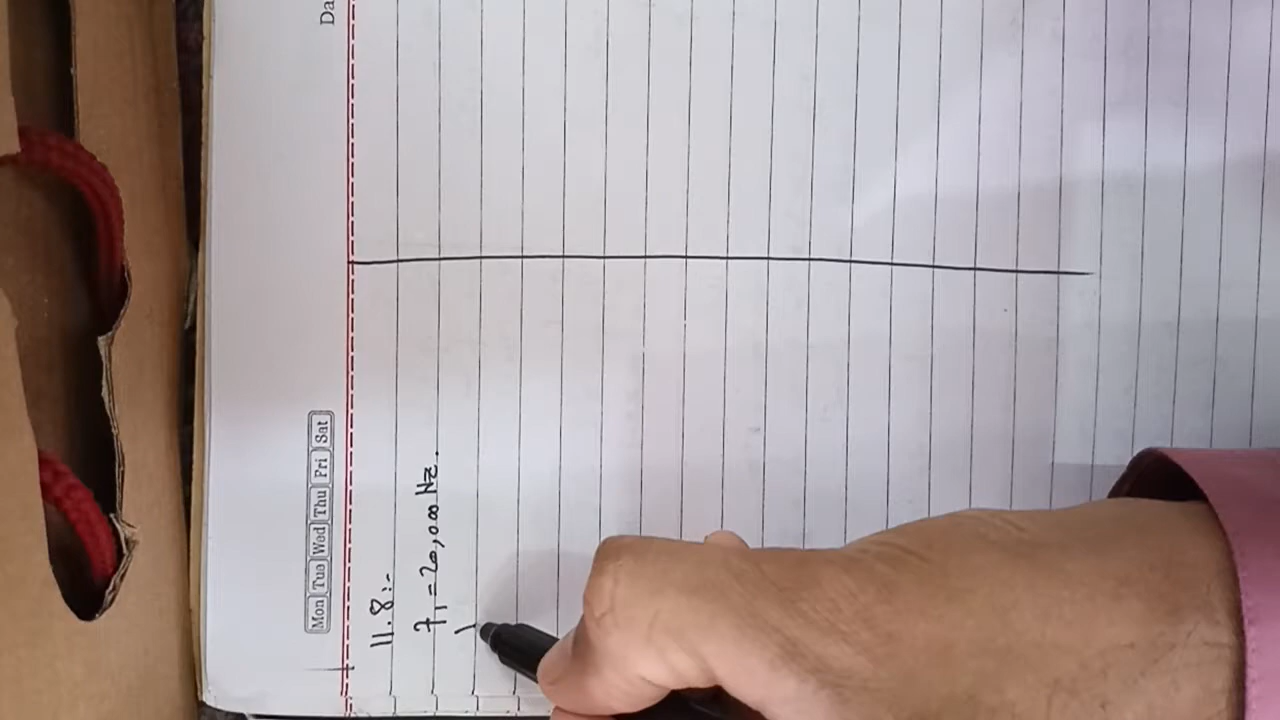 Mon Tue Wed Thu Fri Sat
Da
11.8:-
f₁ = 20,000 Hz.